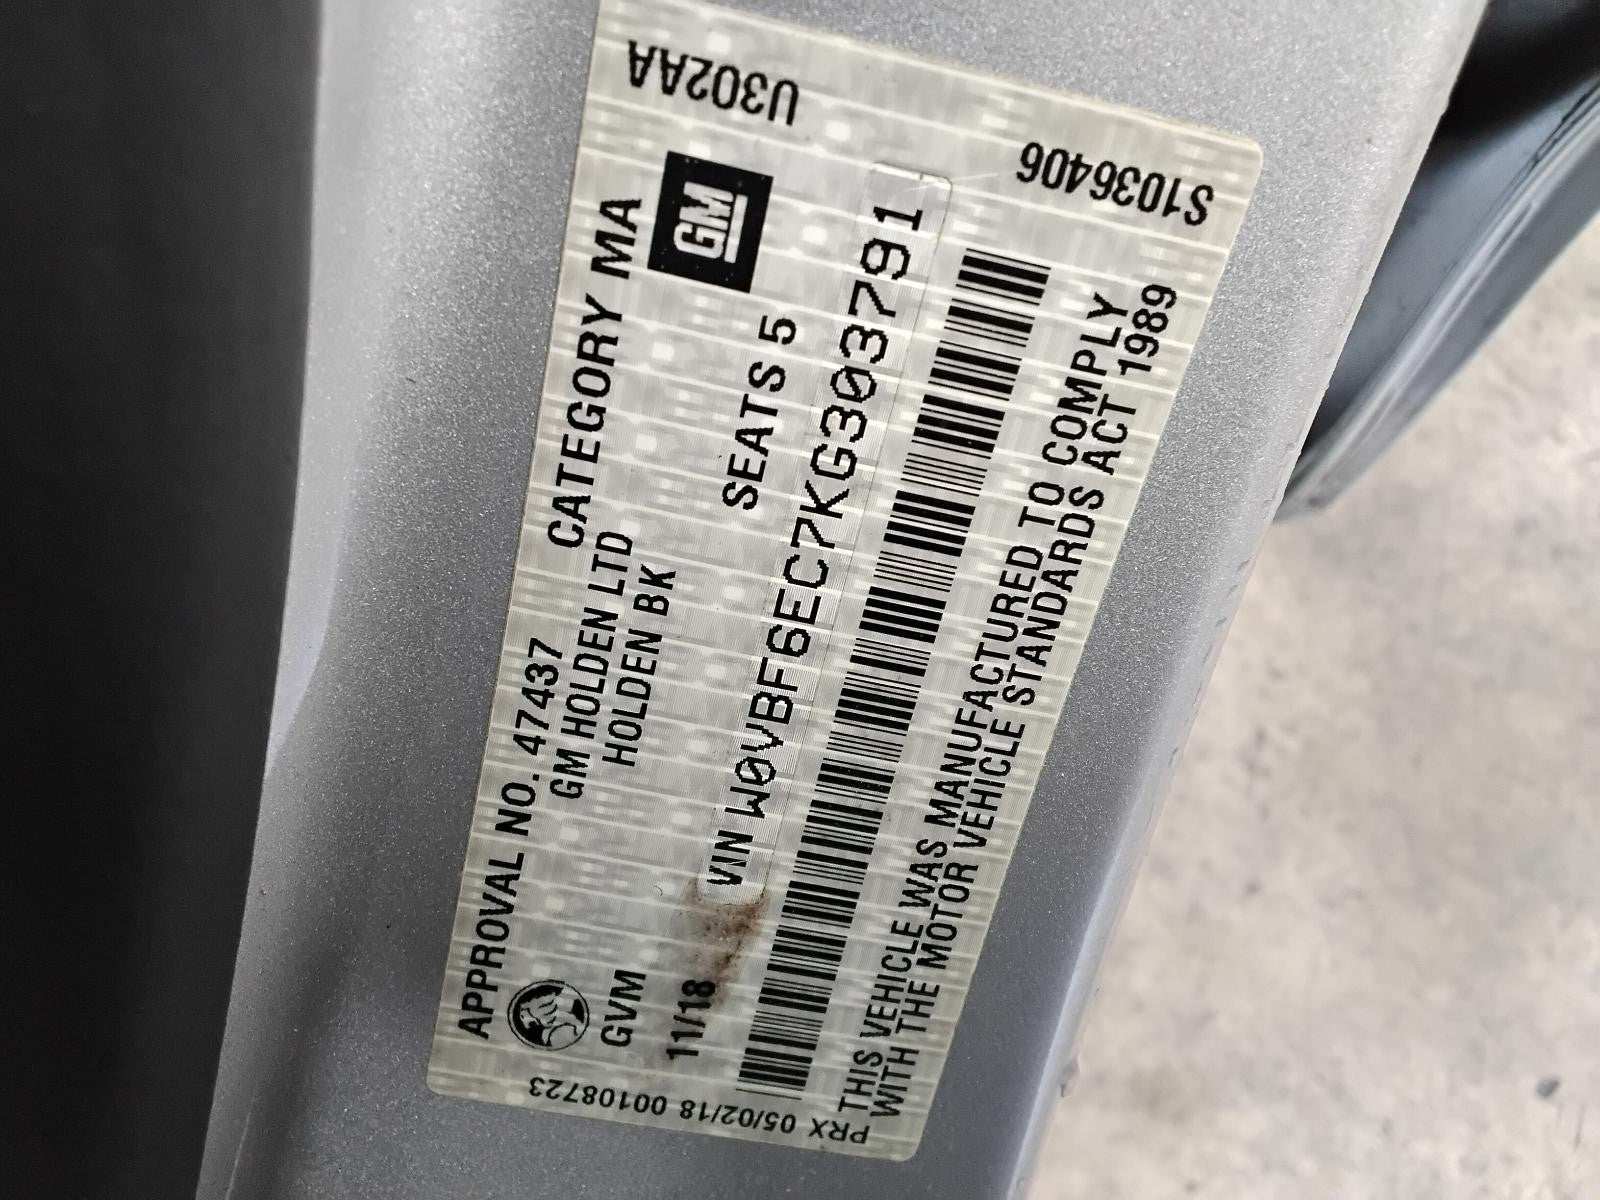 APPROVAL NO. 47437 CATEGORY MA
GM HOLDEN LTD
HOLDEN BK
GM
GVM SEATS 5
11/18
VIN W0VBF6EC7KG303791
THIS VEHICLE WAS MANUFACTURED TO COMPLY
WITH THE MOTOR VEHICLE STANDARDS ACT 1989
PRX 05/02/18 00108723
U302AA
S1036406